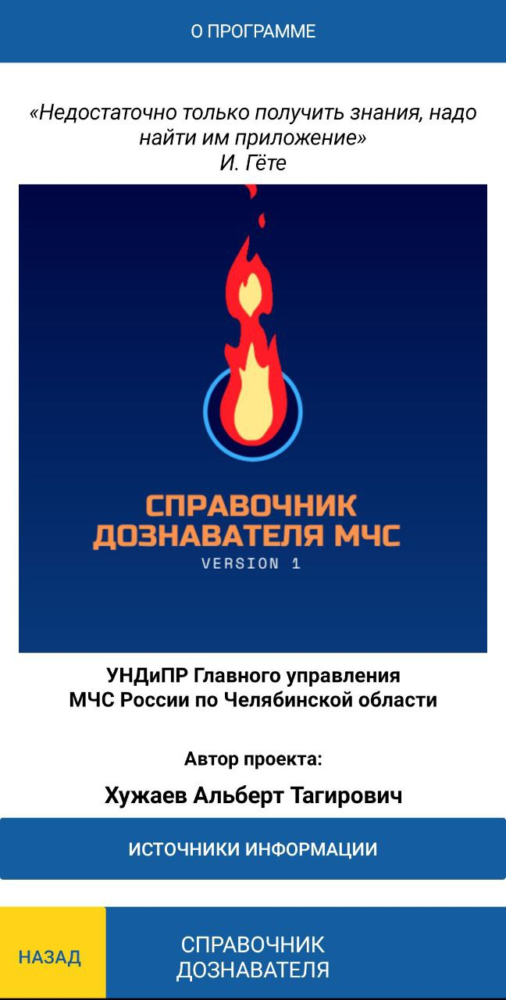 О ПРОГРАММЕ
«Недостаточно только получить знания, надо
найти им приложение»
И. Гёте
СПРАВОЧНИК
ДОЗНАВАТЕЛЯ МЧС
VERSION 1
УНДиПР Главного управления
МЧС России по Челябинской области
Автор проекта:
Хужаев Альберт Тагирович
ИСТОЧНИКИ ИНФОРМАЦИИ
НАЗАД
СПРАВОЧНИК
ДОЗНАВАТЕЛЯ